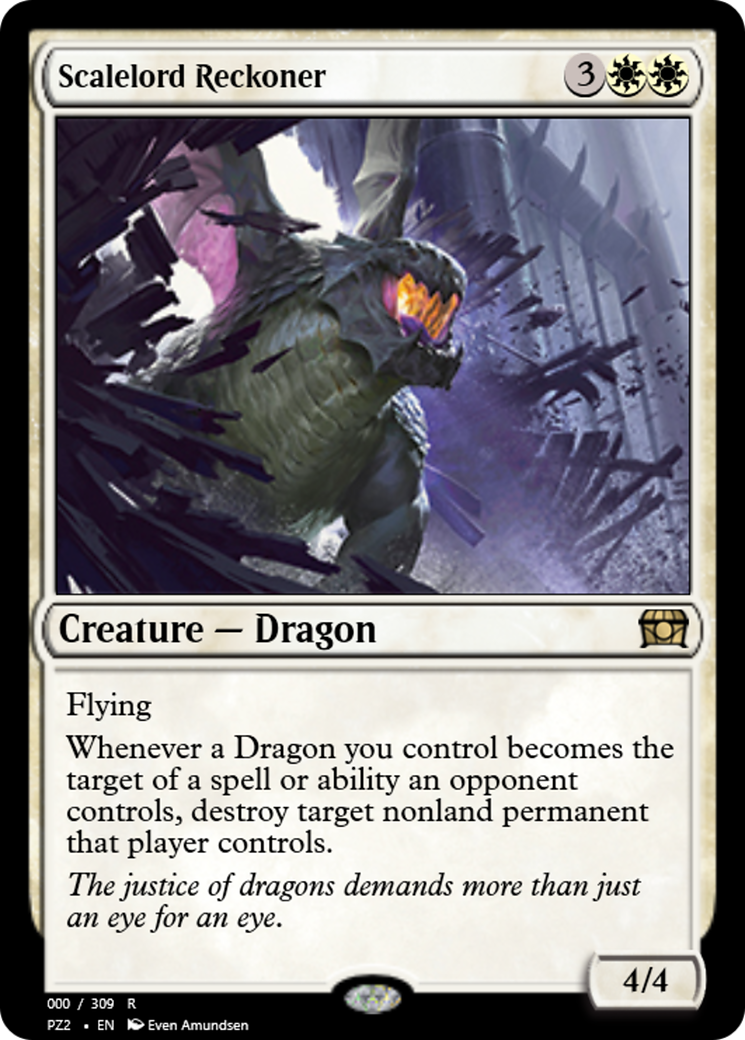 Scalelord Reckoner 3
Creature — Dragon
Flying
Whenever a Dragon you control becomes the
target of a spell or ability an opponent
controls, destroy target nonland permanent
that player controls.
The justice of dragons demands more than just
an eye for an eye.
4/4
000 / 309 R
PZ2 • EN Even Amundsen